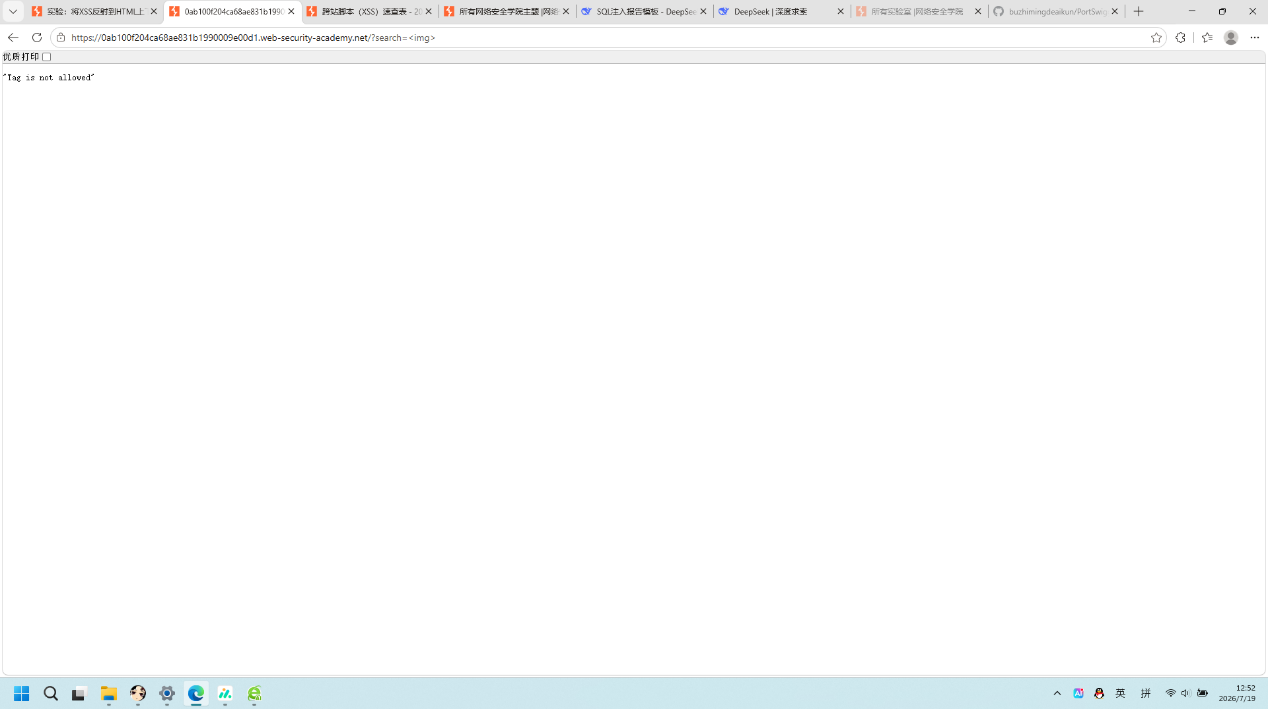 实验：将XSS反射到HTML上下
0ab100f204ca68ae831b1990
跨站脚本（XSS）速查表 - 20
所有网络安全学院主题 |网络
SQL注入报告模板 - DeepSee
DeepSeek | 深度求索
所有实验室 |网络安全学院
buzhimingdeaikun/PortSwig
https://0ab100f204ca68ae831b1990009e00d1.web-security-academy.net/?search=<img>
优质打印
"Tag is not allowed"
英
拼
12:52
2026/7/19